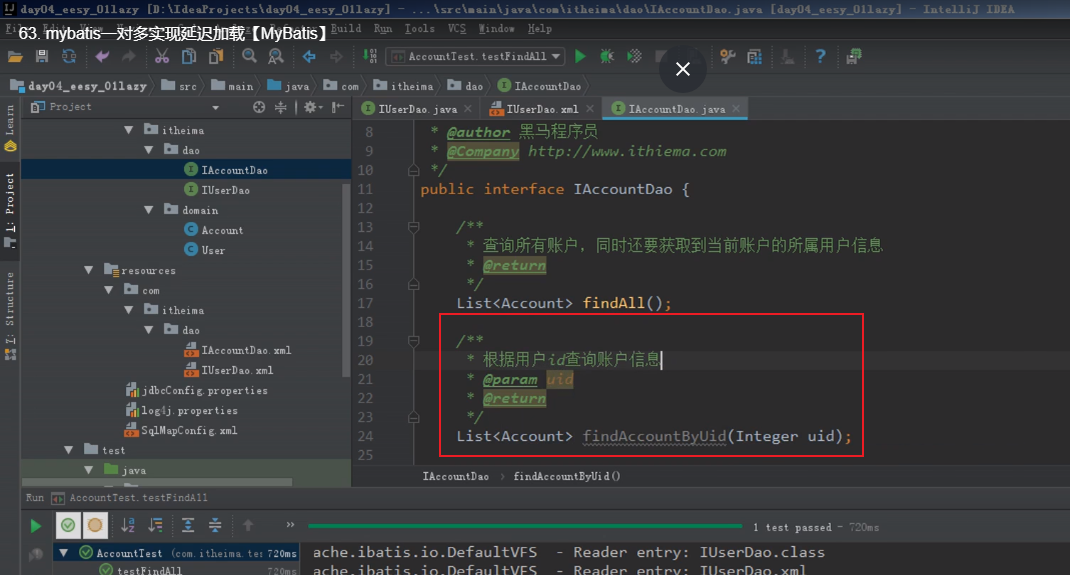 day04_eesy_01lazy [D:\IdeaProjects\day04_eesy_01lazy] - ...\src\main\java\com\itheima\dao\IAccountDao.java [day04_eesy_01lazy] - IntelliJ IDEA
63. mybatis一对多实现延迟加载【MyBatis】
Build Run Tools VCS Window Help
AccountTest.testFindAll
day04_eesy_01lazy src main java com itheima dao IAccountDao
Project
IUserDao.java IUserDao.xml IAccountDao.java
Learn
1: Project
7: Structure
itheima
dao
IAccountDao
IUserDao
domain
Account
User
resources
com
itheima
dao
IAccountDao.xml
IUserDao.xml
jdbcConfig.properties
log4j.properties
SqlMapConfig.xml
test
java
8 * @author 黑马程序员
9 * @Company http://www.ithiema.com
10 */
11 public interface IAccountDao {
12
13 /**
14 * 查询所有账户，同时还要获取到当前账户的所属用户信息
15 * @return
16 */
17 List<Account> findAll();
18
19 /**
20 * 根据用户id查询账户信息
21 * @param uid
22 * @return
23 */
24 List<Account> findAccountByUid(Integer uid);
25
IAccountDao › findAccountByUid()
Run AccountTest.testFindAll
1 test passed - 720ms
AccountTest (com.itheima.tes 720ms
testFindAll 720ms
ache.ibatis.io.DefaultVFS - Reader entry: IUserDao.class
ache.ibatis.io.DefaultVFS - Reader entry: IUserDao.xml